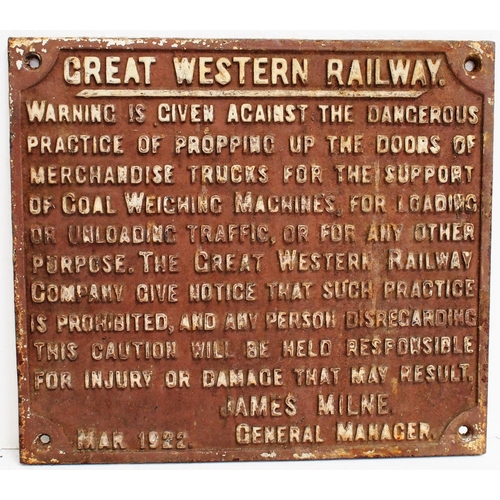 GREAT WESTERN RAILWAY.
WARNING IS GIVEN AGAINST THE DANGEROUS
PRACTICE OF PROPPING UP THE DOORS OF
MERCHANDISE TRUCKS FOR THE SUPPORT
OF COAL WEIGHING MACHINES, FOR LOADING
OR UNLOADING TRAFFIC, OR FOR ANY OTHER
PURPOSE. THE GREAT WESTERN RAILWAY
COMPANY GIVE NOTICE THAT SUCH PRACTICE
IS PROHIBITED, AND ANY PERSON DISREGARDING
THIS CAUTION WILL BE HELD RESPONSIBLE
FOR INJURY OR DAMAGE THAT MAY RESULT.
JAMES MILNE.
MAR. 1922. GENERAL MANAGER.